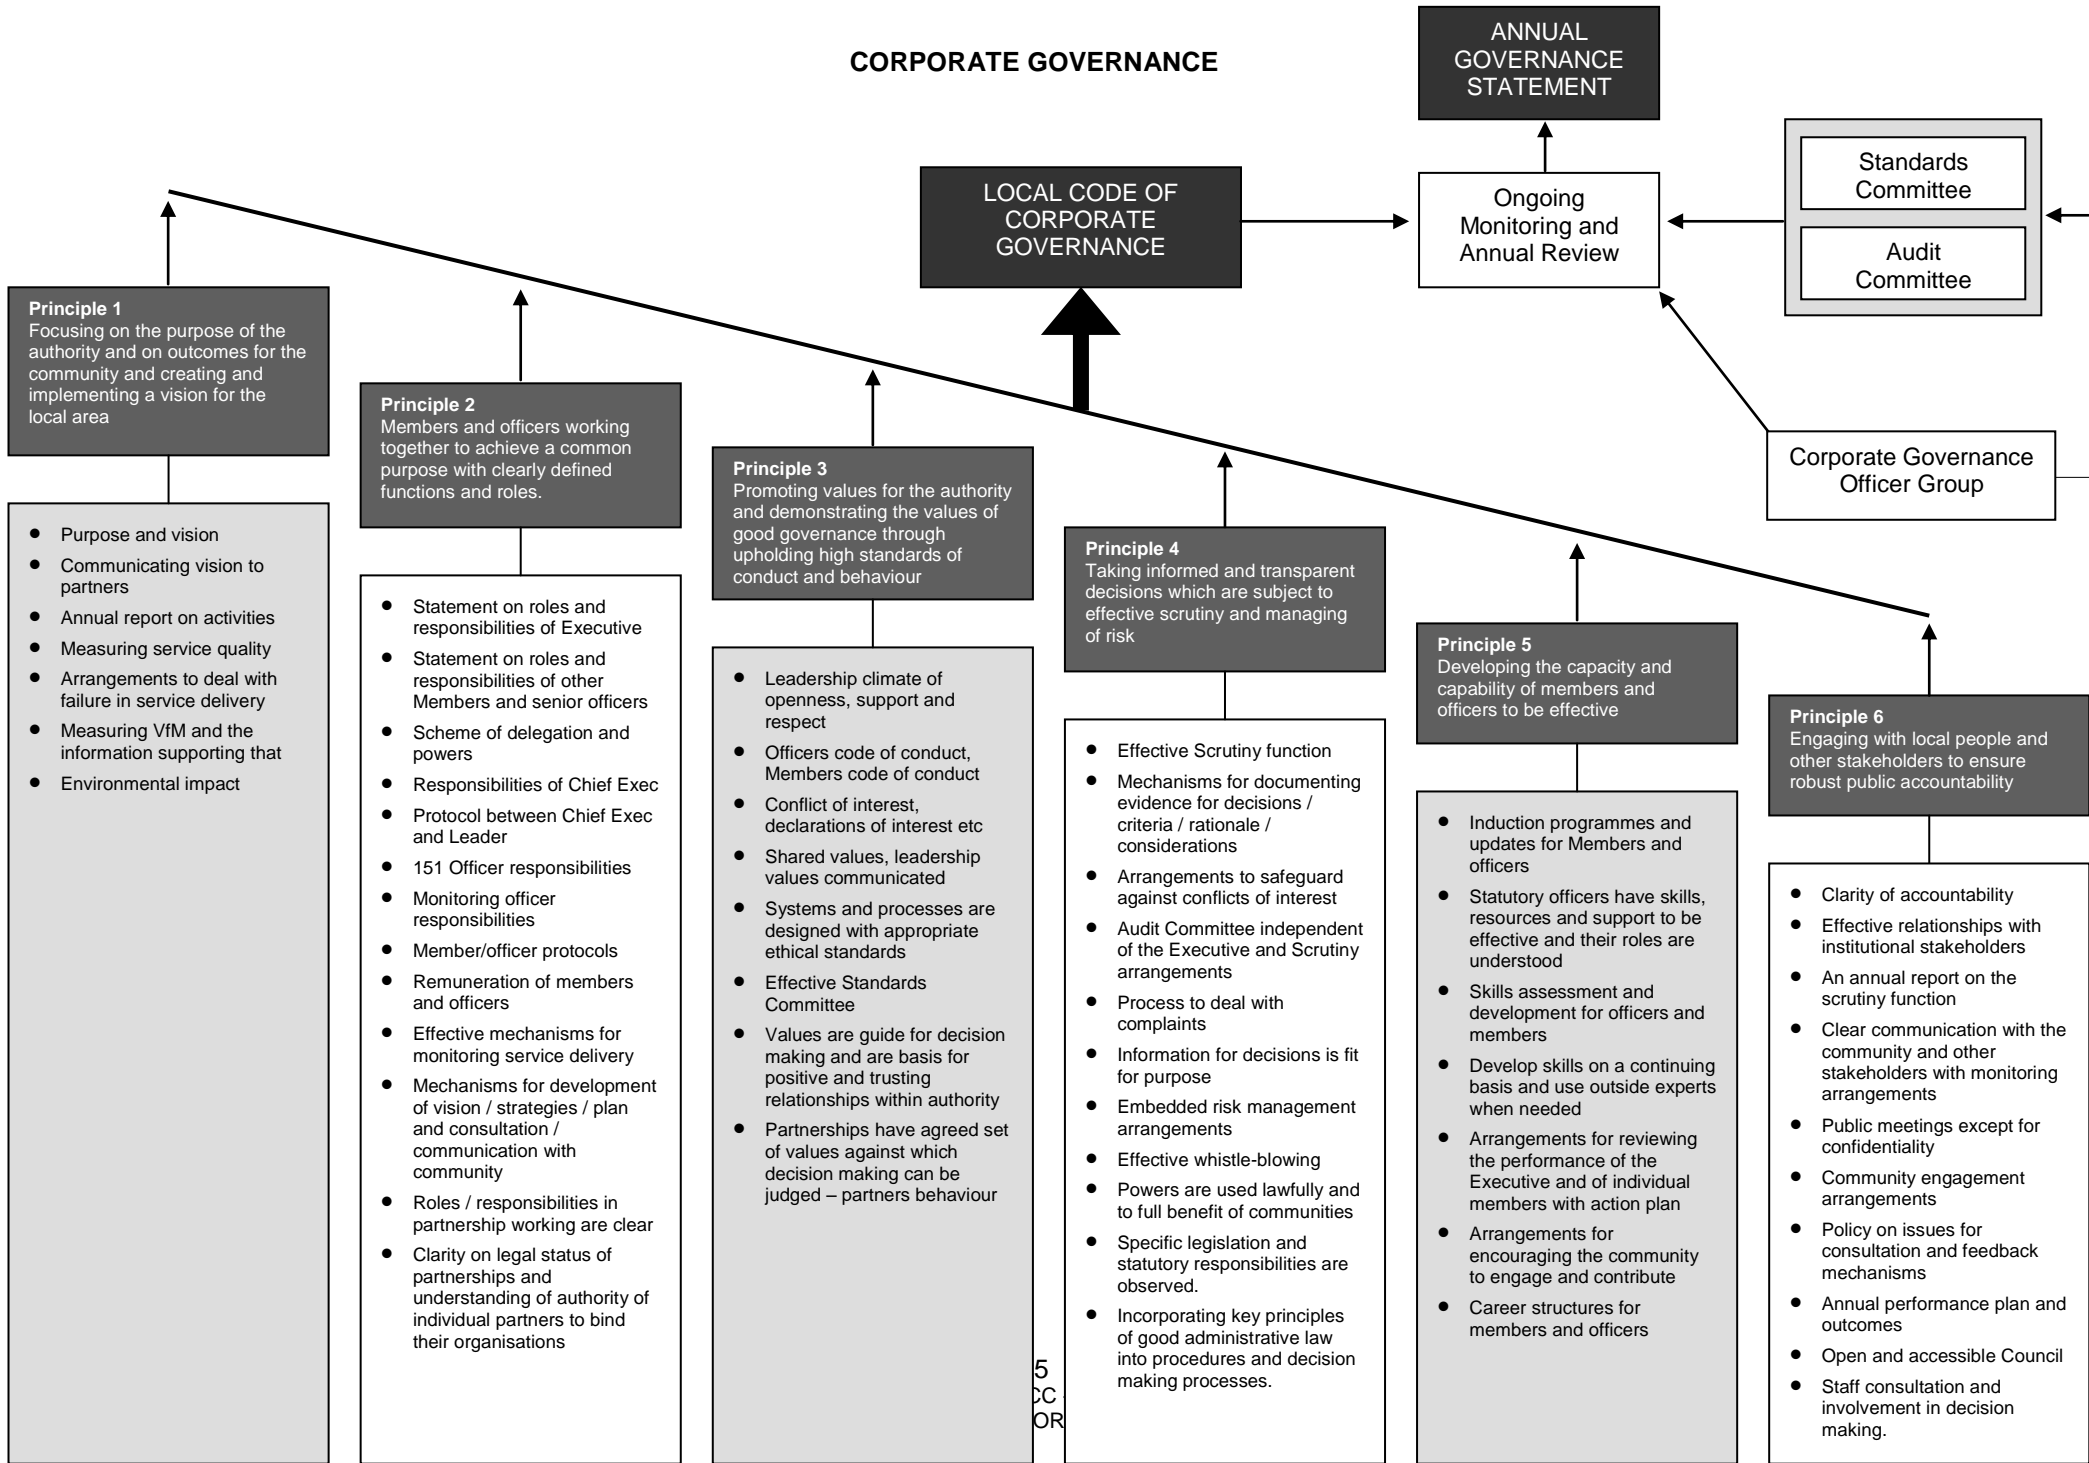 CORPORATE GOVERNANCE
ANNUAL
GOVERNANCE
STATEMENT
LOCAL CODE OF
CORPORATE
GOVERNANCE
Ongoing
Monitoring and
Annual Review
Standards
Committee
Audit
Committee
Corporate Governance
Officer Group
Principle 1
Focusing on the purpose of the
authority and on outcomes for the
community and creating and
implementing a vision for the
local area
● Purpose and vision
● Communicating vision to
partners
● Annual report on activities
● Measuring service quality
● Arrangements to deal with
failure in service delivery
● Measuring VfM and the
information supporting that
● Environmental impact
Principle 2
Members and officers working
together to achieve a common
purpose with clearly defined
functions and roles.
● Statement on roles and
responsibilities of Executive
● Statement on roles and
responsibilities of other
Members and senior officers
● Scheme of delegation and
powers
● Responsibilities of Chief Exec
● Protocol between Chief Exec
and Leader
● 151 Officer responsibilities
● Monitoring officer
responsibilities
● Member/officer protocols
● Remuneration of members
and officers
● Effective mechanisms for
monitoring service delivery
● Mechanisms for development
of vision / strategies / plan
and consultation /
communication with
community
● Roles / responsibilities in
partnership working are clear
● Clarity on legal status of
partnerships and
understanding of authority of
individual partners to bind
their organisations
Principle 3
Promoting values for the authority
and demonstrating the values of
good governance through
upholding high standards of
conduct and behaviour
● Leadership climate of
openness, support and
respect
● Officers code of conduct,
Members code of conduct
● Conflict of interest,
declarations of interest etc
● Shared values, leadership
values communicated
● Systems and processes are
designed with appropriate
ethical standards
● Effective Standards
Committee
● Values are guide for decision
making and are basis for
positive and trusting
relationships within authority
● Partnerships have agreed set
of values against which
decision making can be
judged – partners behaviour
Principle 4
Taking informed and transparent
decisions which are subject to
effective scrutiny and managing
of risk
● Effective Scrutiny function
● Mechanisms for documenting
evidence for decisions /
criteria / rationale /
considerations
● Arrangements to safeguard
against conflicts of interest
● Audit Committee independent
of the Executive and Scrutiny
arrangements
● Process to deal with
complaints
● Information for decisions is fit
for purpose
● Embedded risk management
arrangements
● Effective whistle-blowing
● Powers are used lawfully and
to full benefit of communities
● Specific legislation and
statutory responsibilities are
observed.
● Incorporating key principles
of good administrative law
into procedures and decision
making processes.
Principle 5
Developing the capacity and
capability of members and
officers to be effective
● Induction programmes and
updates for Members and
officers
● Statutory officers have skills,
resources and support to be
effective and their roles are
understood
● Skills assessment and
development for officers and
members
● Develop skills on a continuing
basis and use outside experts
when needed
● Arrangements for reviewing
the performance of the
Executive and of individual
members with action plan
● Arrangements for
encouraging the community
to engage and contribute
● Career structures for
members and officers
Principle 6
Engaging with local people and
other stakeholders to ensure
robust public accountability
● Clarity of accountability
● Effective relationships with
institutional stakeholders
● An annual report on the
scrutiny function
● Clear communication with the
community and other
stakeholders with monitoring
arrangements
● Public meetings except for
confidentiality
● Community engagement
arrangements
● Policy on issues for
consultation and feedback
mechanisms
● Annual performance plan and
outcomes
● Open and accessible Council
● Staff consultation and
involvement in decision
making.
5
CC
OR